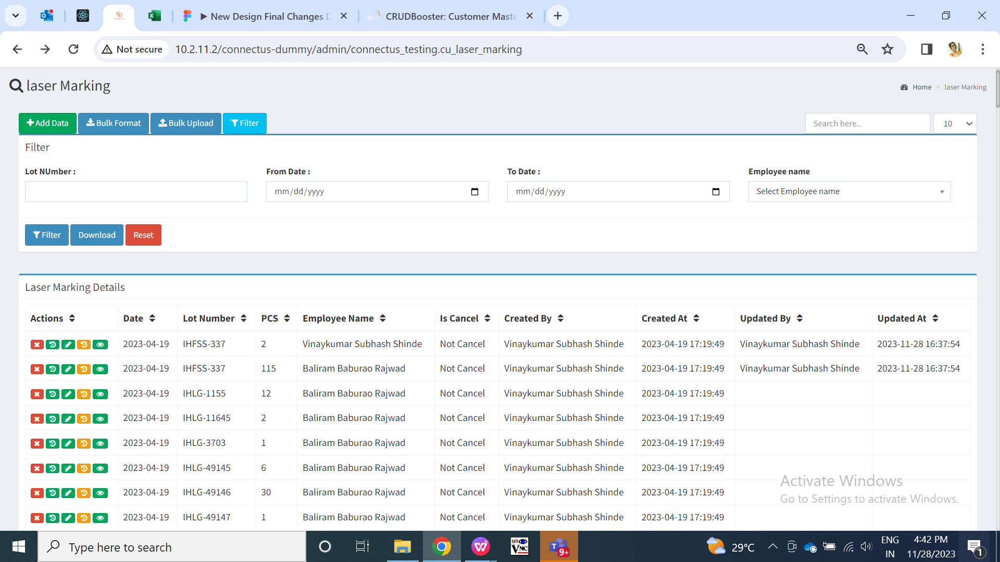 ▶ New Design Final Changes
CRUDBooster: Customer Mast
Not secure
10.2.11.2/connectus-dummy/admin/connectus_testing.cu_laser_marking
laser Marking
Home > laser Marking
Add Data Bulk Format Bulk Upload Filter
Search here.. 10
Filter
Lot NUmber : From Date : To Date : Employee name
mm/dd/yyyy mm/dd/yyyy Select Employee name
Filter Download Reset
Laser Marking Details
Actions Date Lot Number PCS Employee Name Is Cancel Created By Created At Updated By Updated At
2023-04-19 IHFSS-337 2 Vinaykumar Subhash Shinde Not Cancel Vinaykumar Subhash Shinde 2023-04-19 17:19:49 Vinaykumar Subhash Shinde 2023-11-28 16:37:54
2023-04-19 IHFSS-337 115 Baliram Baburao Rajwad Not Cancel Vinaykumar Subhash Shinde 2023-04-19 17:19:49 Vinaykumar Subhash Shinde 2023-11-28 16:37:54
2023-04-19 IHLG-1155 12 Baliram Baburao Rajwad Not Cancel Vinaykumar Subhash Shinde 2023-04-19 17:19:49
2023-04-19 IHLG-11645 2 Baliram Baburao Rajwad Not Cancel Vinaykumar Subhash Shinde 2023-04-19 17:19:49
2023-04-19 IHLG-3703 1 Baliram Baburao Rajwad Not Cancel Vinaykumar Subhash Shinde 2023-04-19 17:19:49
2023-04-19 IHLG-49145 6 Baliram Baburao Rajwad Not Cancel Vinaykumar Subhash Shinde 2023-04-19 17:19:49
2023-04-19 IHLG-49146 30 Baliram Baburao Rajwad Not Cancel Vinaykumar Subhash Shinde 2023-04-19 17:19:49
2023-04-19 IHLG-49147 1 Baliram Baburao Rajwad Not Cancel Vinaykumar Subhash Shinde 2023-04-19 17:19:49
Activate Windows
Go to Settings to activate Windows.
Type here to search
VNC
T 9+
29°C
ENG
IN
4:42 PM
11/28/2023
1